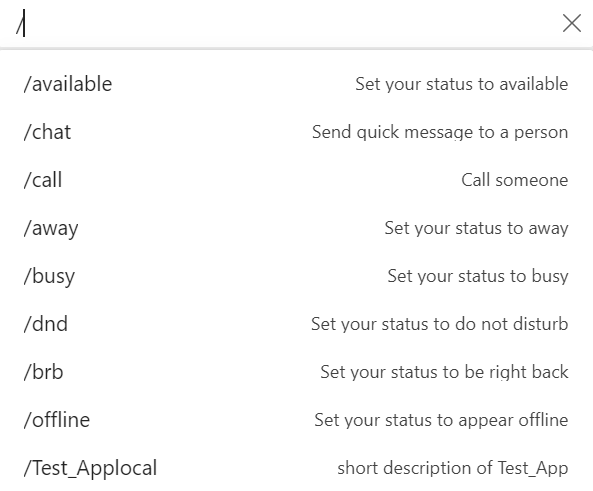 /
/available Set your status to available
/chat Send quick message to a person
/call Call someone
/away Set your status to away
/busy Set your status to busy
/dnd Set your status to do not disturb
/brb Set your status to be right back
/offline Set your status to appear offline
/Test_Applocal short description of Test_App